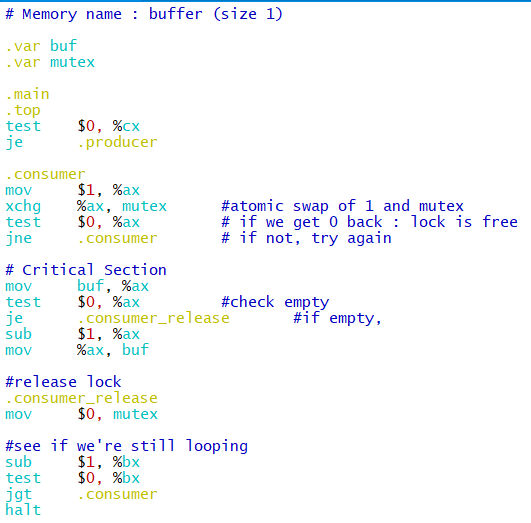 # Memory name : buffer (size 1)
.var buf
.var mutex
.main
.top
test $0, %cx
je .producer
.consumer
mov $1, %ax
xchg %ax, mutex #atomic swap of 1 and mutex
test $0, %ax # if we get 0 back : lock is free
jne .consumer # if not, try again
# Critical Section
mov buf, %ax
test $0, %ax #check empty
je .consumer_release #if empty,
sub $1, %ax
mov %ax, buf
#release lock
.consumer_release
mov $0, mutex
#see if we're still looping
sub $1, %bx
test $0, %bx
jgt .consumer
halt